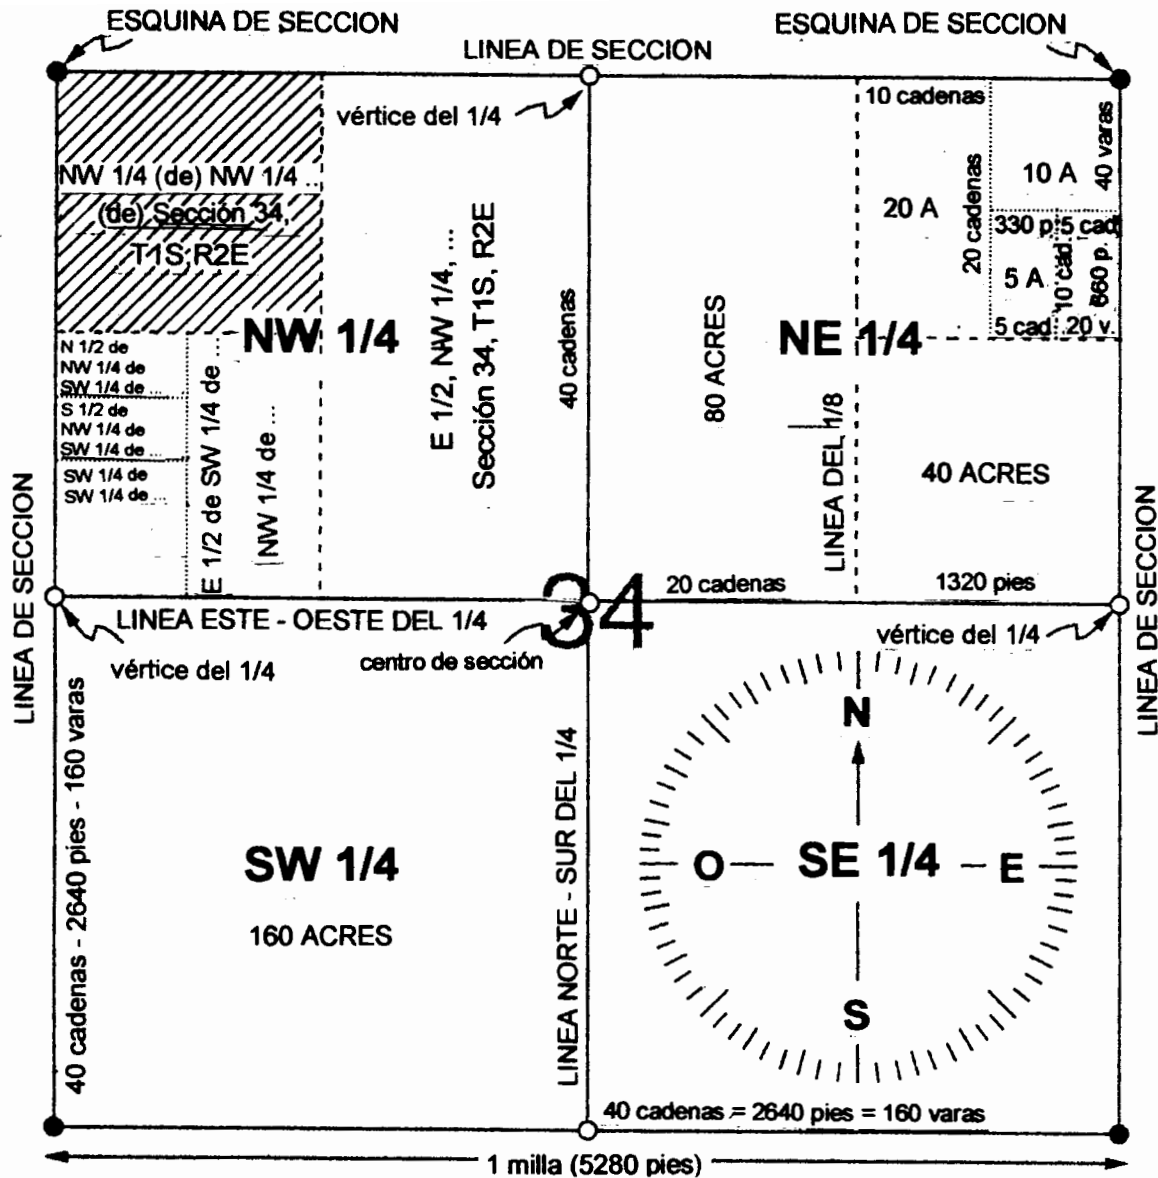 ESQUINA DE SECCION
ESQUINA DE SECCION
LINEA DE SECCION
vértice del 1/4
NW 1/4 (de) NW 1/4 ...
(de) Sección 34,
T1S, R2E
NW 1/4
N 1/2 de
NW 1/4 de
SW 1/4 de ...
S 1/2 de
NW 1/4 de
SW 1/4 de ...
SW 1/4 de
SW 1/4 de ...
E 1/2 de SW 1/4 de ...
NW 1/4 de ...
E 1/2, NW 1/4, ...
Sección 34, T1S, R2E
40 cadenas
80 ACRES
NE 1/4
LINEA DEL 1/8
10 cadenas
20 A
20 cadenas
10 A
40 varas
330 p.
5 cad
5 A
10 cad.
660 p.
5 cad
20 v.
40 ACRES
20 cadenas
1320 pies
LINEA DE SECCION
LINEA DE SECCION
34
LINEA ESTE - OESTE DEL 1/4
vértice del 1/4
centro de sección
vértice del 1/4
40 cadenas - 2640 pies - 160 varas
SW 1/4
160 ACRES
LINEA NORTE - SUR DEL 1/4
N
O
SE 1/4
E
S
40 cadenas = 2640 pies = 160 varas
1 milla (5280 pies)